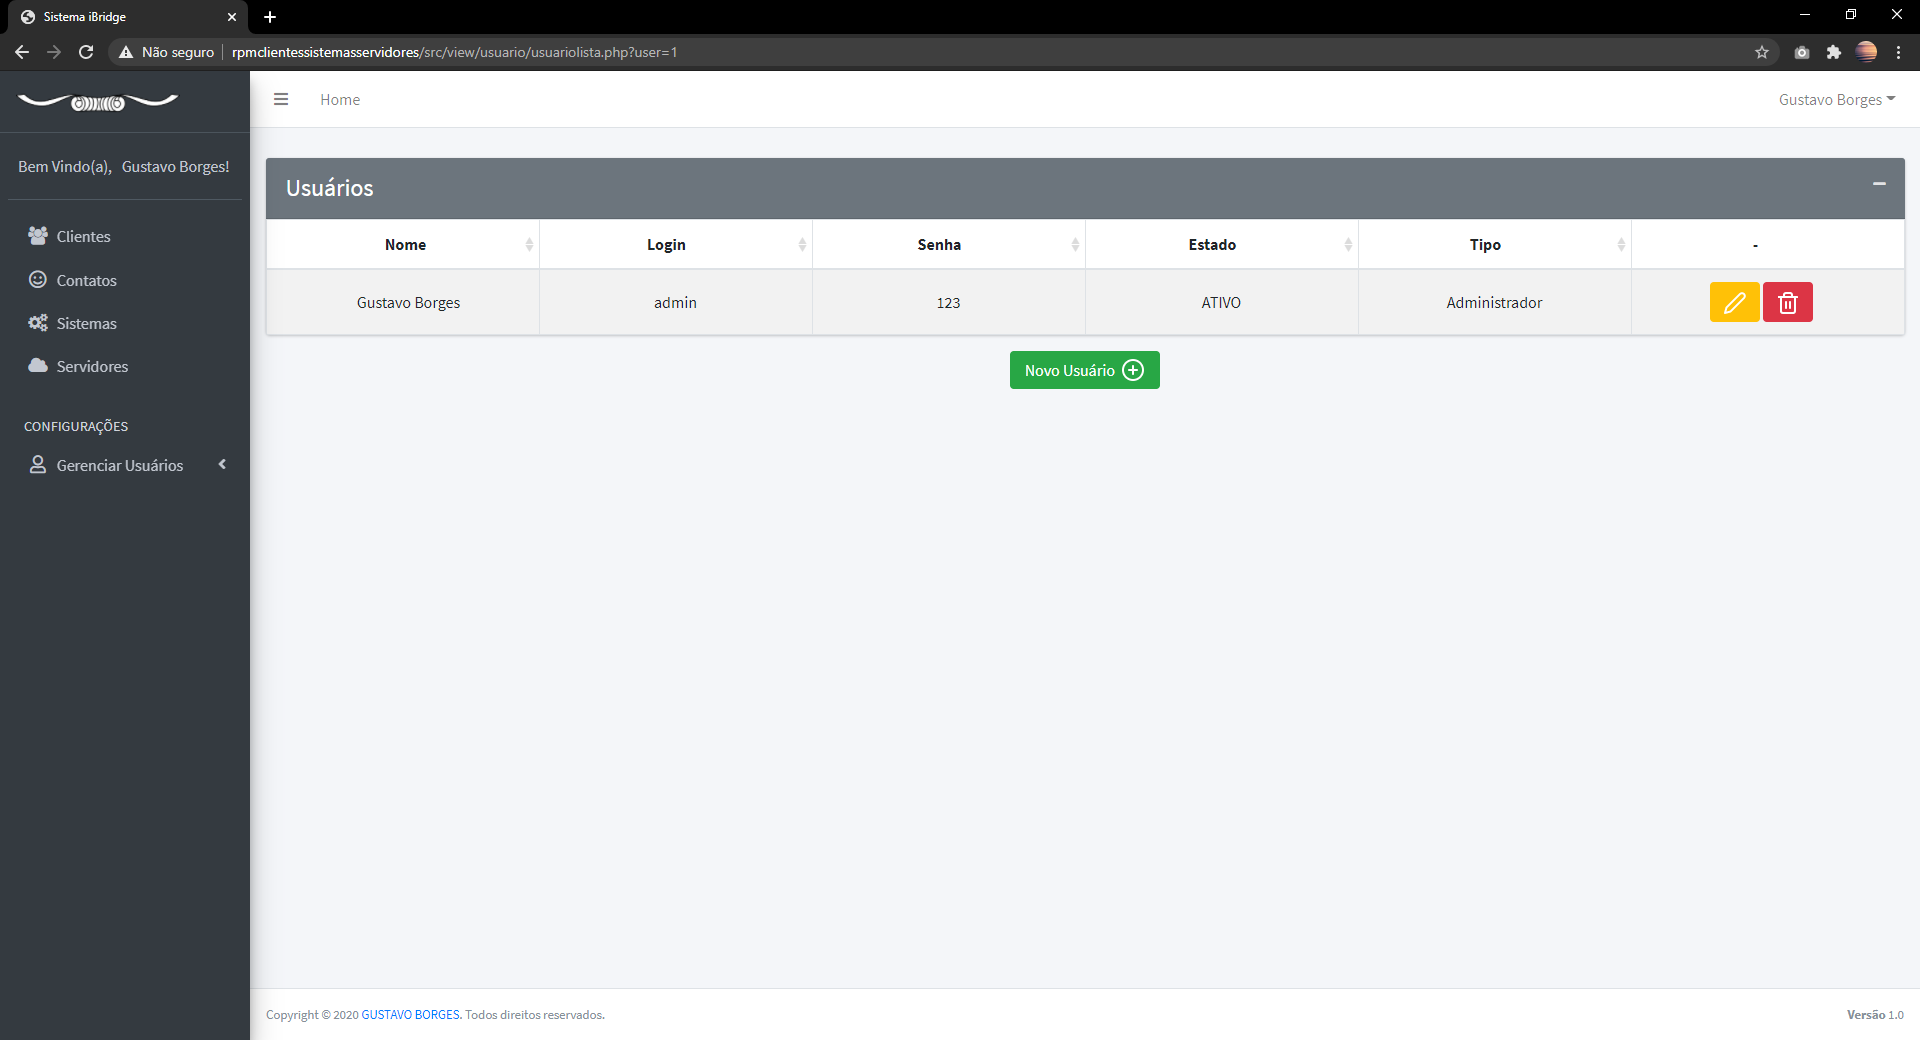 Sistema iBridge
Não seguro
rpmclientessistemasservidores/src/view/usuario/usuariolista.php?user=1
Home
Gustavo Borges
Bem Vindo(a), Gustavo Borges!
Clientes
Contatos
Sistemas
Servidores
CONFIGURAÇÕES
Gerenciar Usuários
Usuários
Nome Login Senha Estado Tipo -
Gustavo Borges admin 123 ATIVO Administrador
Novo Usuário
Copyright © 2020 GUSTAVO BORGES. Todos direitos reservados.
Versão 1.0